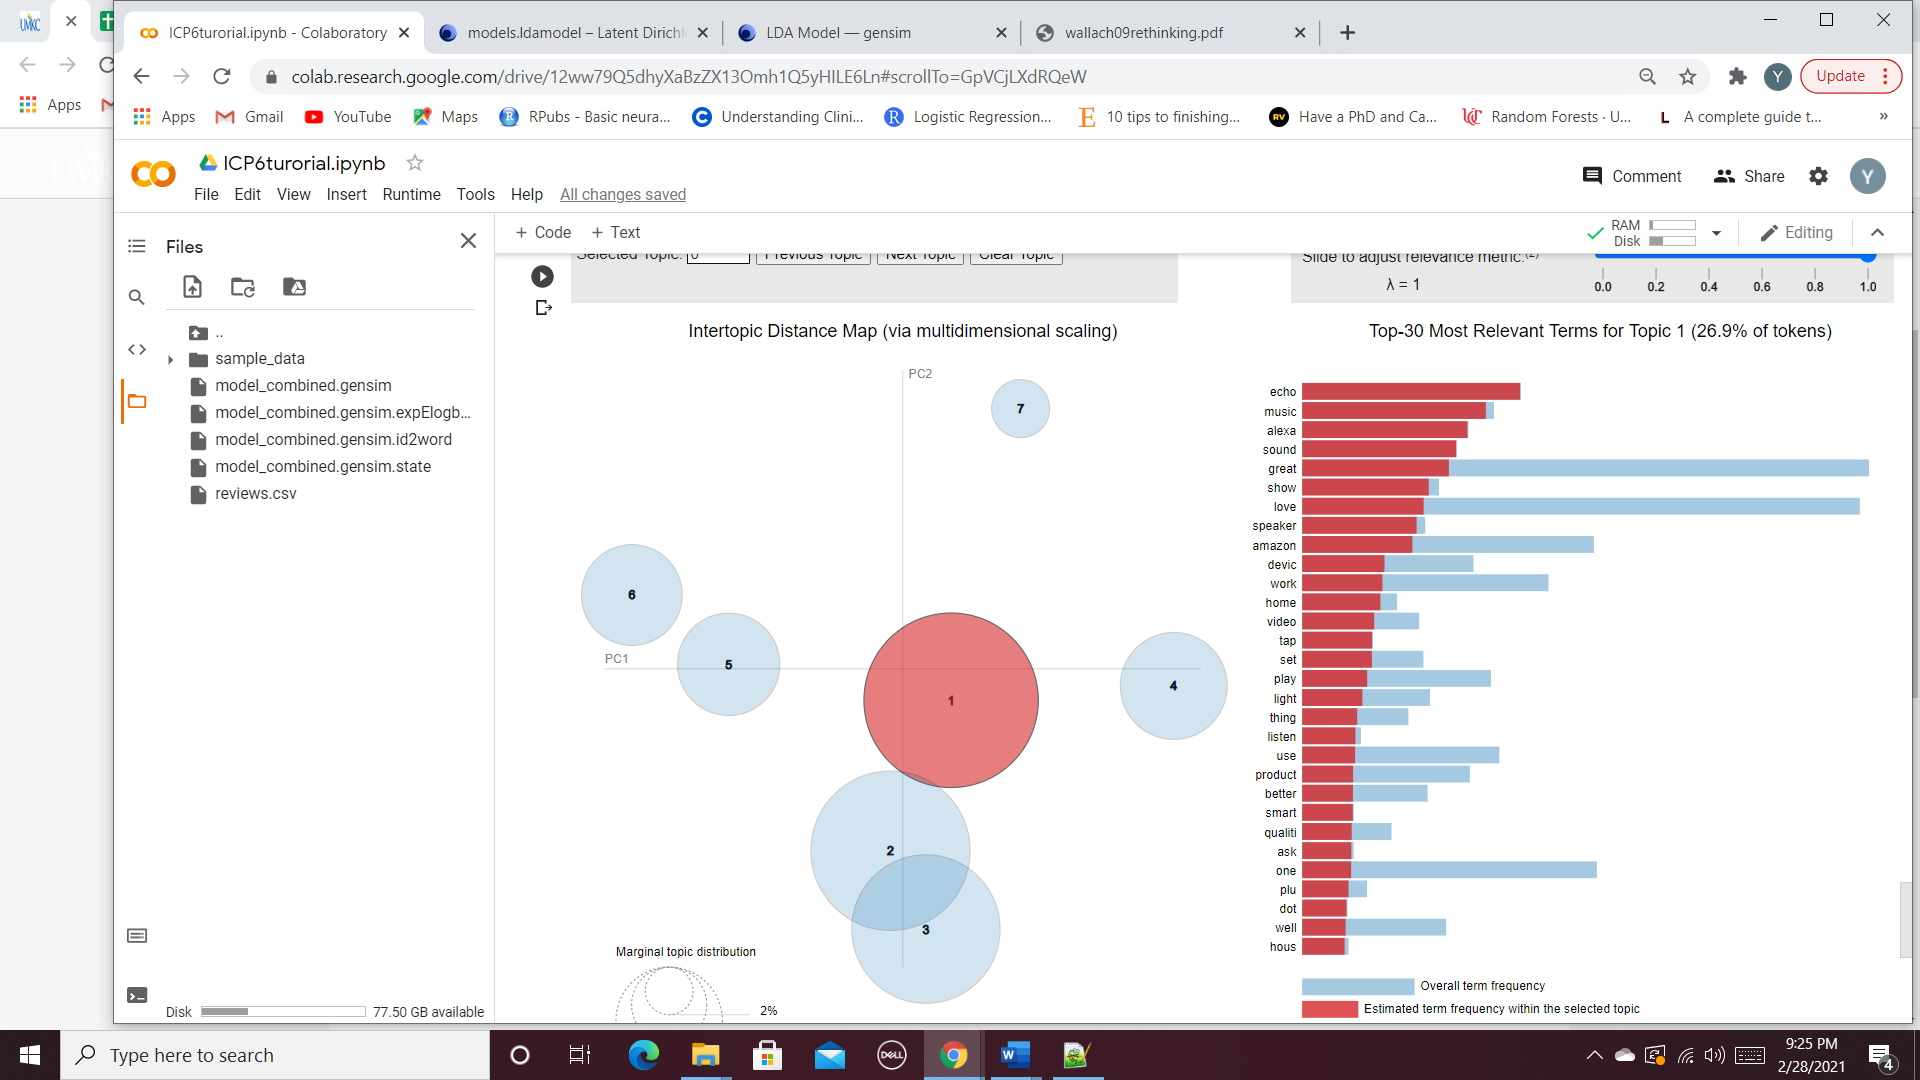 ICP6turorial.ipynb - Colaboratory
models.ldamodel – Latent Dirichl
LDA Model — gensim
wallach09rethinking.pdf
colab.research.google.com/drive/12ww79Q5dhyXaBzZX13Omh1Q5yHILE6Ln#scrollTo=GpVCjLXdRQeW
Y
Update
Apps
Apps
Gmail
YouTube
Maps
RPubs - Basic neura...
Understanding Clini...
Logistic Regression...
10 tips to finishing...
Have a PhD and Ca...
Random Forests · U...
A complete guide t...
»
ICP6turorial.ipynb
File Edit View Insert Runtime Tools Help All changes saved
Comment
Share
Y
Files
+ Code + Text
RAM
Disk
Editing
Selected Topic: 0 Previous Topic Next Topic Clear Topic
Slide to adjust relevance metric:(2)
λ = 1
0.0 0.2 0.4 0.6 0.8 1.0
..
sample_data
model_combined.gensim
model_combined.gensim.expElogb...
model_combined.gensim.id2word
model_combined.gensim.state
reviews.csv
Disk 77.50 GB available
Intertopic Distance Map (via multidimensional scaling)
PC2
7
6
PC1
5
4
1
2
3
Marginal topic distribution
2%
Top-30 Most Relevant Terms for Topic 1 (26.9% of tokens)
echo
music
alexa
sound
great
show
love
speaker
amazon
devic
work
home
video
tap
set
play
light
thing
listen
use
product
better
smart
qualiti
ask
one
plu
dot
well
hous
Overall term frequency
Estimated term frequency within the selected topic
Type here to search
DELL
9:25 PM
2/28/2021
4